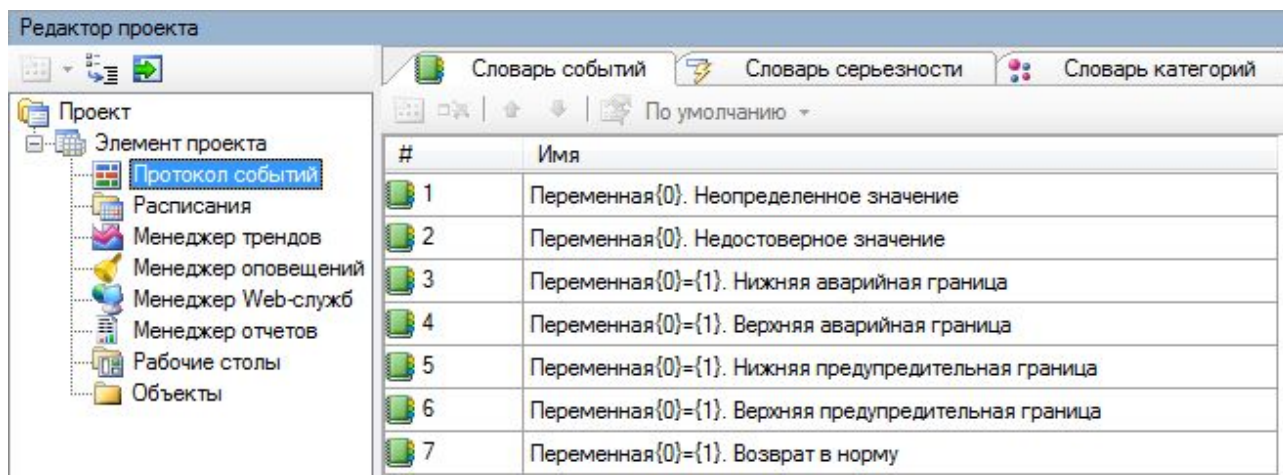 Редактор проекта
Проект
Элемент проекта
Протокол событий
Расписания
Менеджер трендов
Менеджер оповещений
Менеджер Web-служб
Менеджер отчетов
Рабочие столы
Объекты
Словарь событий Словарь серьезности Словарь категорий
По умолчанию
# Имя
1 Переменная{0}. Неопределенное значение
2 Переменная{0}. Недостоверное значение
3 Переменная{0}={1}. Нижняя аварийная граница
4 Переменная{0}={1}. Верхняя аварийная граница
5 Переменная{0}={1}. Нижняя предупредительная граница
6 Переменная{0}={1}. Верхняя предупредительная граница
7 Переменная{0}={1}. Возврат в норму